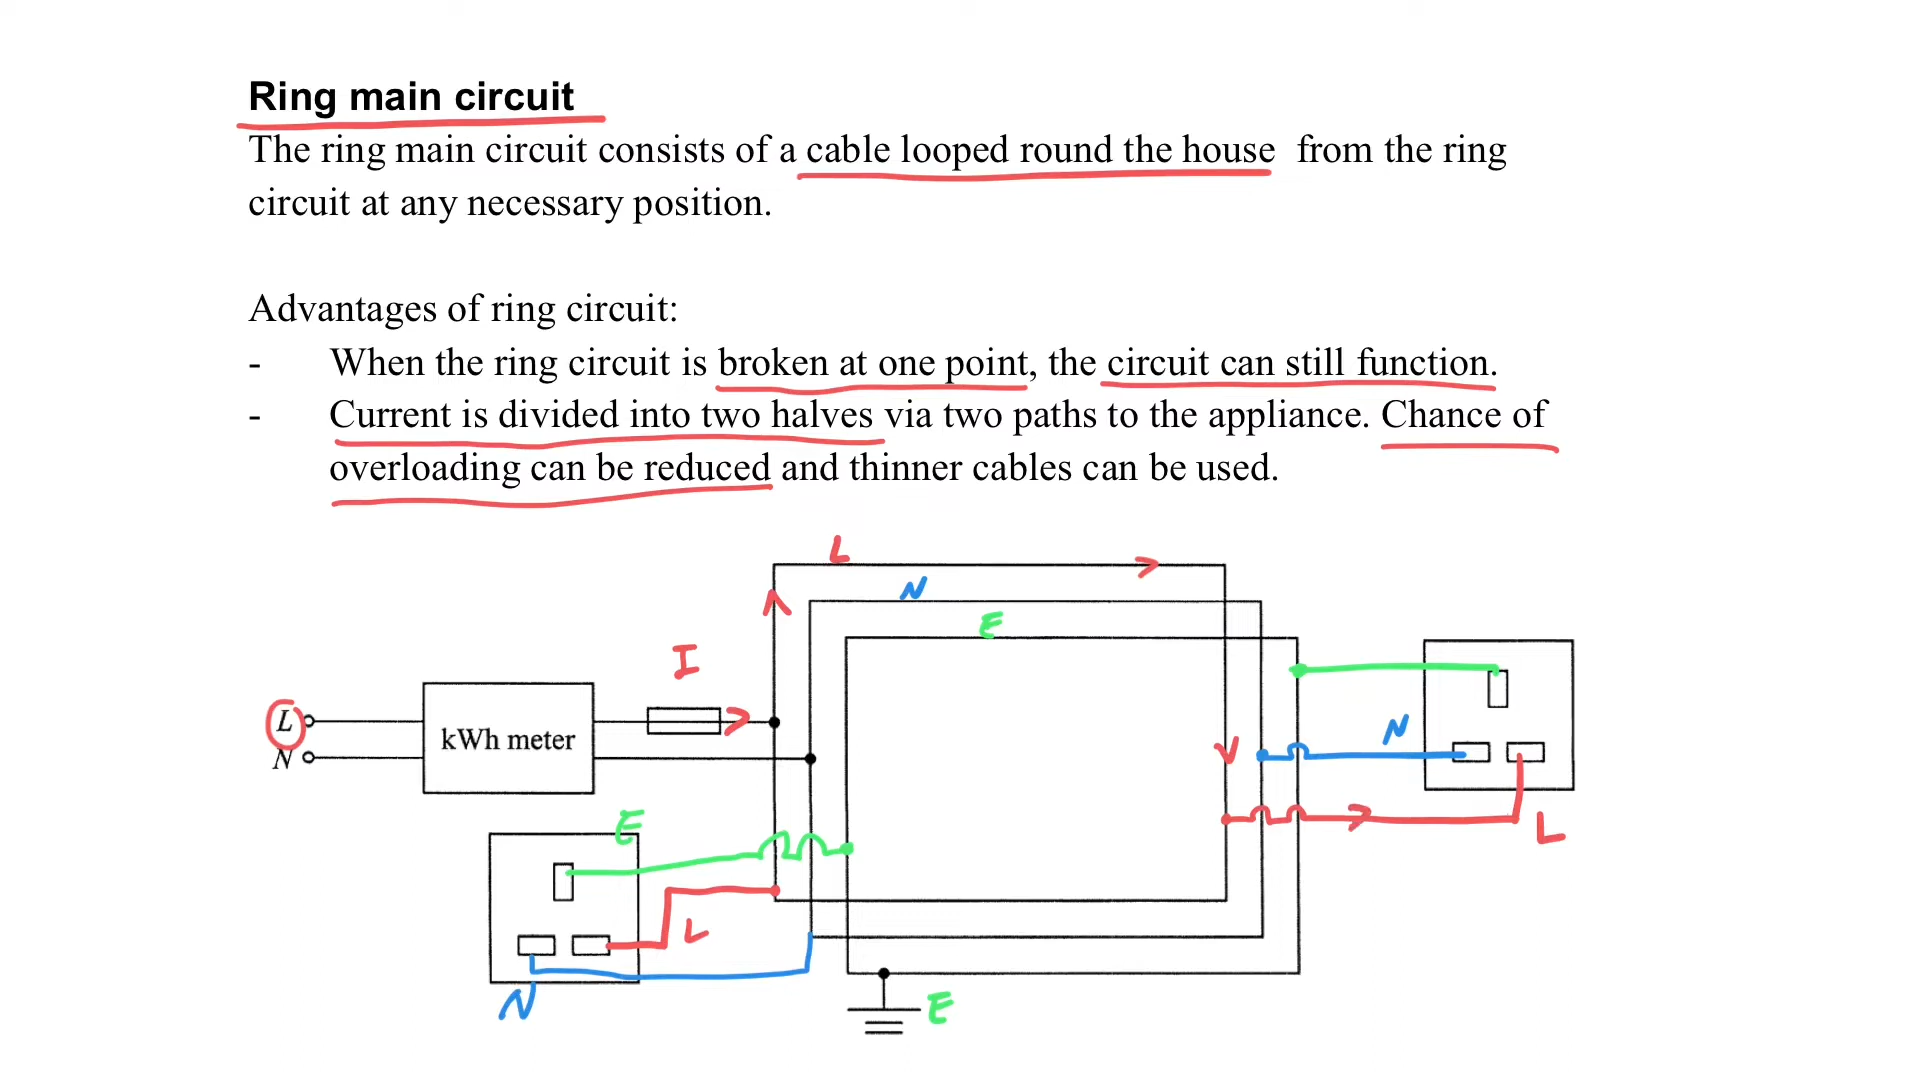 Ring main circuit
The ring main circuit consists of a cable looped round the house from the ring
circuit at any necessary position.
Advantages of ring circuit:
- When the ring circuit is broken at one point, the circuit can still function.
- Current is divided into two halves via two paths to the appliance. Chance of
overloading can be reduced and thinner cables can be used.
L
N
E
I
L
kWh meter
N
N
E
L
L
N
E